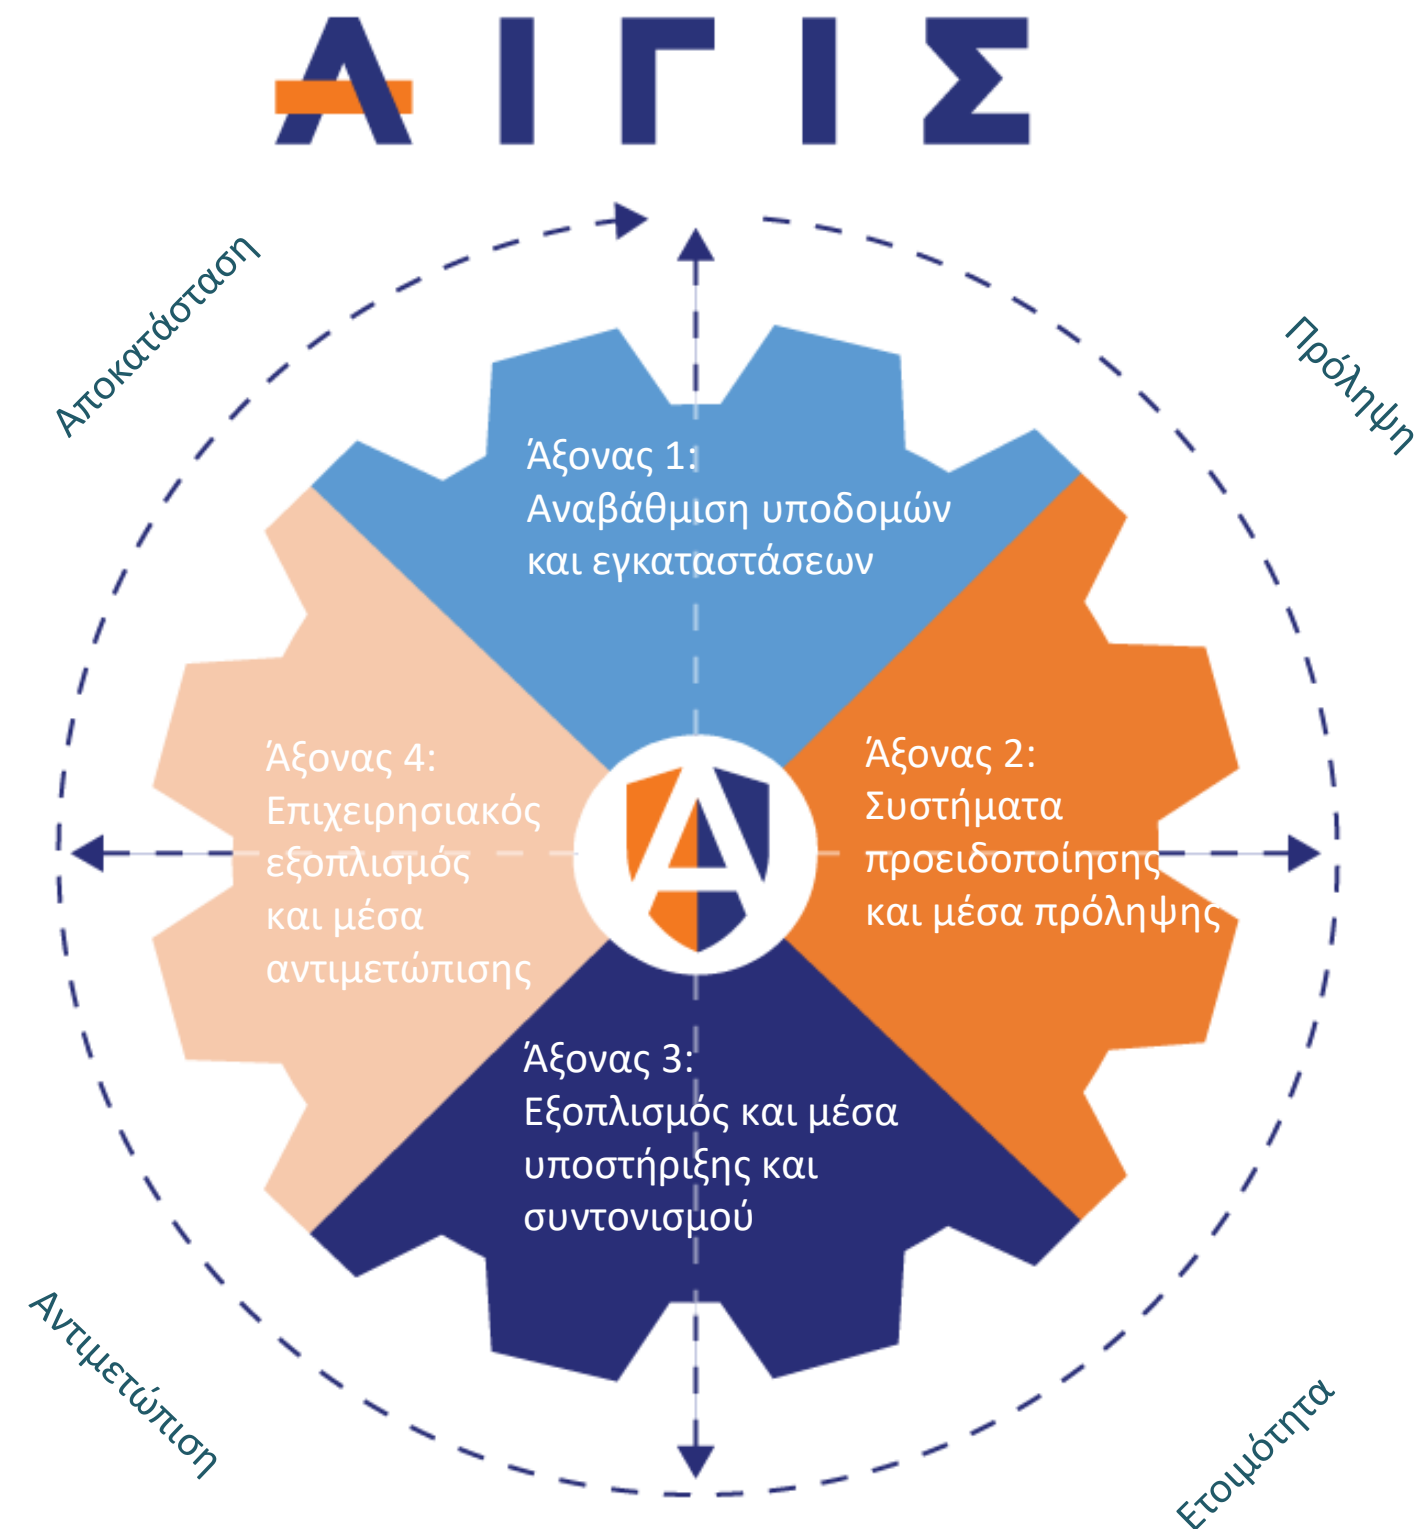 ΑΙΓΙΣ
Αποκατάσταση
Πρόληψη
Άξονας 1:
Αναβάθμιση υποδομών
και εγκαταστάσεων
Άξονας 2:
Συστήματα
προειδοποίησης
και μέσα πρόληψης
Άξονας 4:
Επιχειρησιακός
εξοπλισμός
και μέσα
αντιμετώπισης
Άξονας 3:
Εξοπλισμός και μέσα
υποστήριξης και
συντονισμού
Αντιμετώπιση
Ετοιμότητα